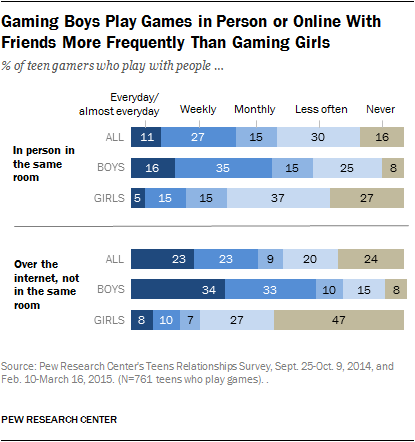 Gaming Boys Play Games in Person or Online With
Friends More Frequently Than Gaming Girls
% of teen gamers who play with people ...
Everyday/
almost everyday Weekly Monthly Less often Never
In person in
the same
room
ALL 11 27 15 30 16
BOYS 16 35 15 25 8
GIRLS 5 15 15 37 27
Over the
internet, not
in the same
room
ALL 23 23 9 20 24
BOYS 34 33 10 15 8
GIRLS 8 10 7 27 47
Source: Pew Research Center's Teens Relationships Survey, Sept. 25-Oct. 9, 2014, and
Feb. 10-March 16, 2015. (N=761 teens who play games). .
PEW RESEARCH CENTER